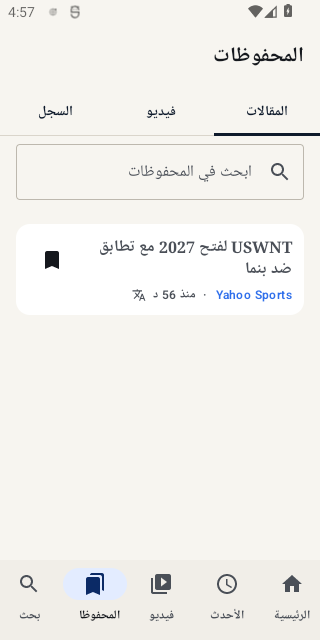 4:57
المحفوظات
المقالات
فيديو
السجل
ابحث في المحفوظات
USWNT لفتح 2027 مع تطابق
ضد بنما
Yahoo Sports · منذ 56 د
الرئيسية
الأحدث
فيديو
المحفوظا
بحث